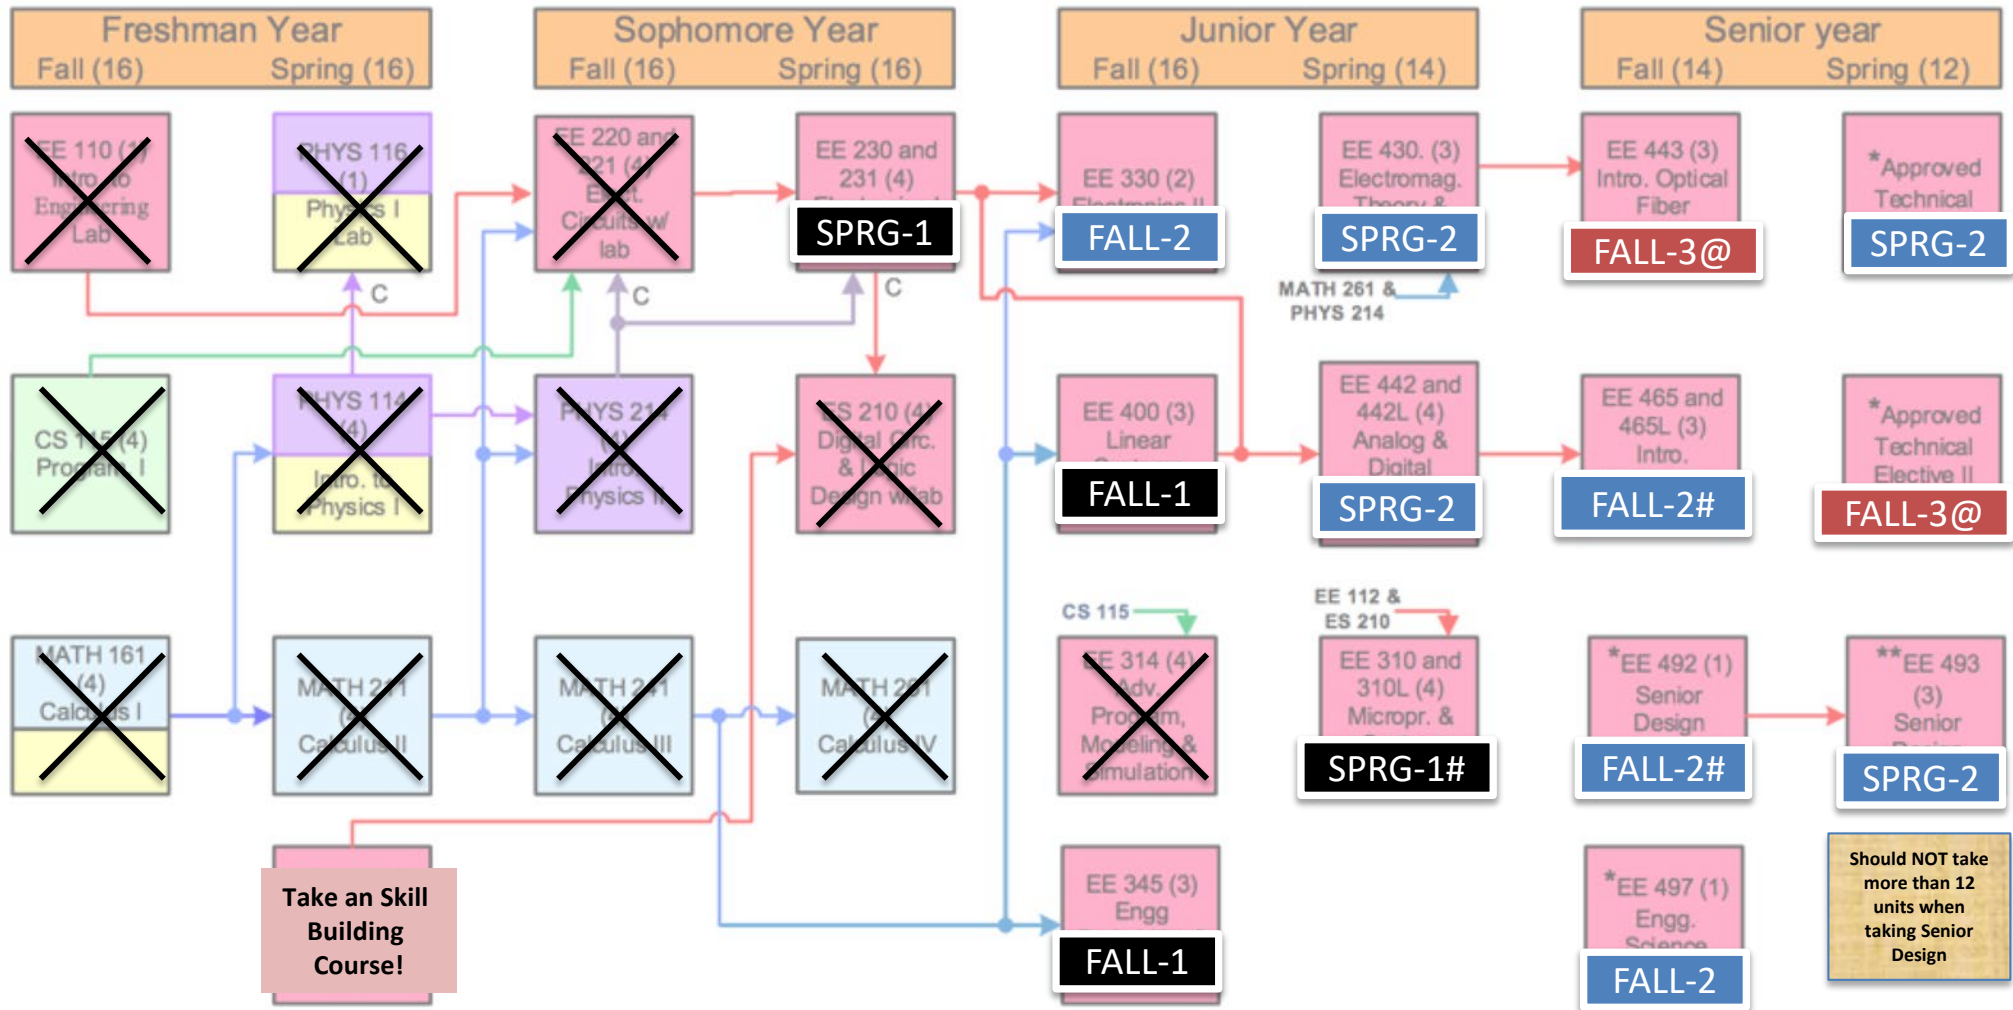 Freshman Year
Fall (16) Spring (16)
Sophomore Year
Fall (16) Spring (16)
Junior Year
Fall (16) Spring (14)
Senior year
Fall (14) Spring (12)
EE 110 (1)
Intro. to
Engineering
Lab
PHYS 116
(1)
Physics I
Lab
EE 220 and
221 (4)
Elect.
Circuits w/
lab
EE 230 and
231 (4)
SPRG-1
EE 330 (2)
Electronics II
FALL-2
EE 430. (3)
Electromag.
Theory &
SPRG-2
EE 443 (3)
Intro. Optical
Fiber
FALL-3@
*Approved
Technical
SPRG-2
C
C
C
MATH 261 &
PHYS 214
CS 115 (4)
Program. I
PHYS 114
(4)
Intro. to
Physics I
PHYS 214
(4)
Intro.
Physics II
ES 210 (4)
Digital Circ.
& Logic
Design w/lab
EE 400 (3)
Linear
FALL-1
EE 442 and
442L (4)
Analog &
Digital
SPRG-2
EE 465 and
465L (3)
Intro.
FALL-2#
*Approved
Technical
Elective II
FALL-3@
CS 115
EE 112 &
ES 210
MATH 161
(4)
Calculus I
MATH 211
(4)
Calculus II
MATH 241
(4)
Calculus III
MATH 261
(4)
Calculus IV
EE 314 (4)
Adv.
Program,
Modeling &
Simulation
EE 310 and
310L (4)
Micropr. &
SPRG-1#
*EE 492 (1)
Senior
Design
FALL-2#
**EE 493
(3)
Senior
SPRG-2
Take an Skill
Building
Course!
EE 345 (3)
Engg
FALL-1
*EE 497 (1)
Engg.
Science
FALL-2
Should NOT take
more than 12
units when
taking Senior
Design